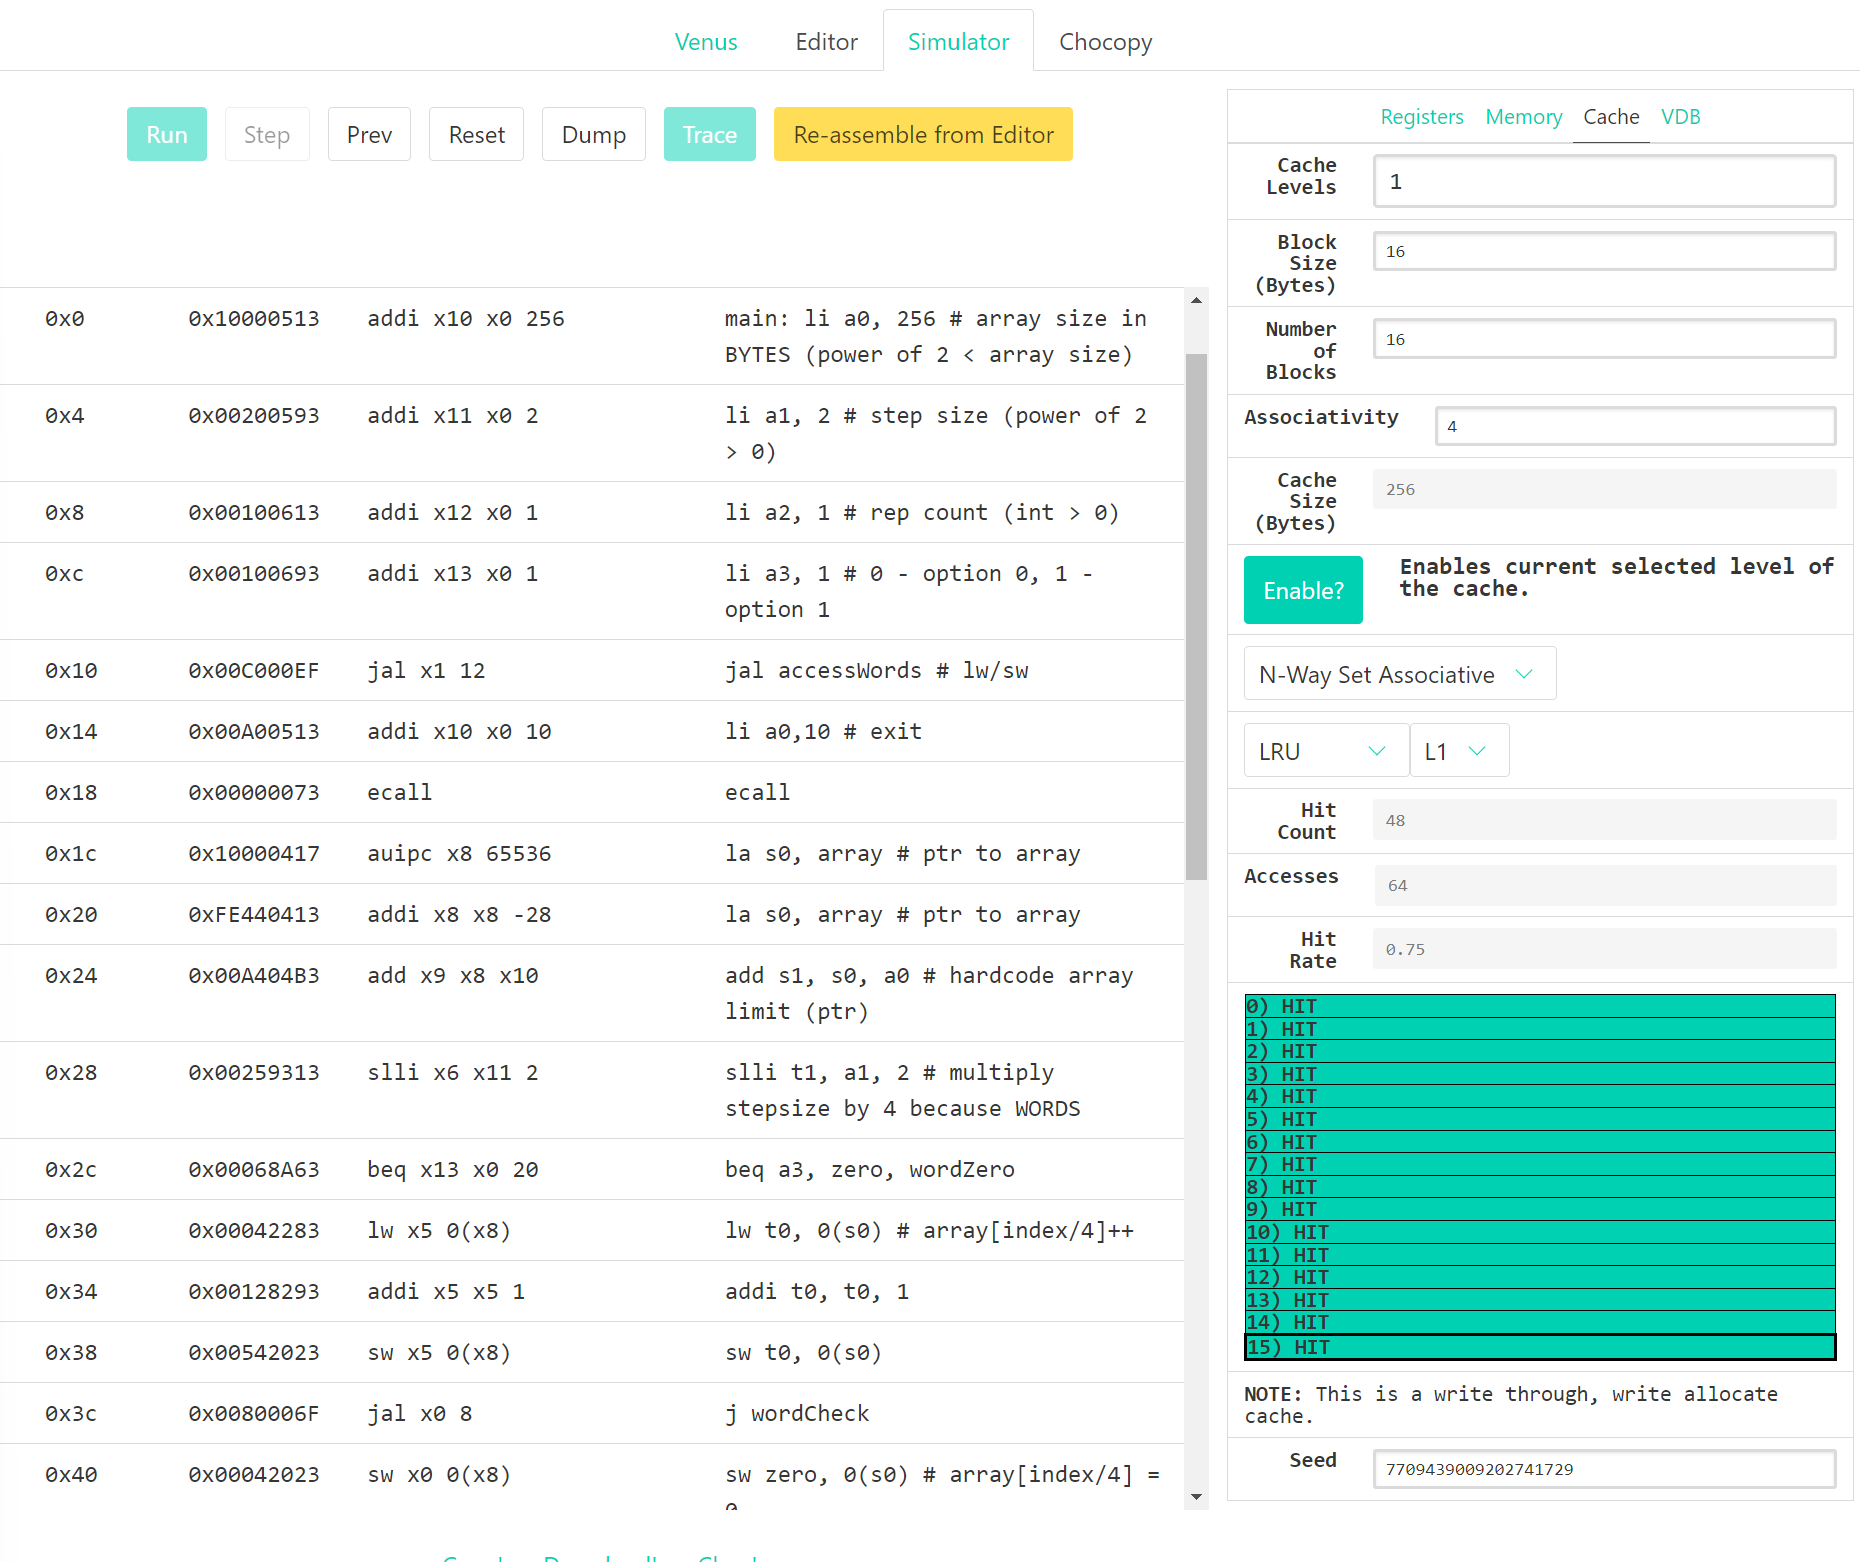 Venus Editor Simulator Chocopy
Run Step Prev Reset Dump Trace Re-assemble from Editor
0x0 0x10000513 addi x10 x0 256 main: li a0, 256 # array size in
BYTES (power of 2 < array size)
0x4 0x00200593 addi x11 x0 2 li a1, 2 # step size (power of 2
> 0)
0x8 0x00100613 addi x12 x0 1 li a2, 1 # rep count (int > 0)
0xc 0x00100693 addi x13 x0 1 li a3, 1 # 0 - option 0, 1 -
option 1
0x10 0x00C000EF jal x1 12 jal accessWords # lw/sw
0x14 0x00A00513 addi x10 x0 10 li a0,10 # exit
0x18 0x00000073 ecall ecall
0x1c 0x10000417 auipc x8 65536 la s0, array # ptr to array
0x20 0xFE440413 addi x8 x8 -28 la s0, array # ptr to array
0x24 0x00A404B3 add x9 x8 x10 add s1, s0, a0 # hardcode array
limit (ptr)
0x28 0x00259313 slli x6 x11 2 slli t1, a1, 2 # multiply
stepsize by 4 because WORDS
0x2c 0x00068A63 beq x13 x0 20 beq a3, zero, wordZero
0x30 0x00042283 lw x5 0(x8) lw t0, 0(s0) # array[index/4]++
0x34 0x00128293 addi x5 x5 1 addi t0, t0, 1
0x38 0x00542023 sw x5 0(x8) sw t0, 0(s0)
0x3c 0x0080006F jal x0 8 j wordCheck
0x40 0x00042023 sw x0 0(x8) sw zero, 0(s0) # array[index/4] =
Registers Memory Cache VDB
Cache
Levels
1
Block
Size
(Bytes)
16
Number
of
Blocks
16
Associativity
4
Cache
Size
(Bytes)
256
Enable?
Enables current selected level of
the cache.
N-Way Set Associative
LRU L1
Hit
Count
48
Accesses
64
Hit
Rate
0.75
0) HIT
1) HIT
2) HIT
3) HIT
4) HIT
5) HIT
6) HIT
7) HIT
8) HIT
9) HIT
10) HIT
11) HIT
12) HIT
13) HIT
14) HIT
15) HIT
NOTE: This is a write through, write allocate
cache.
Seed
7709439009202741729